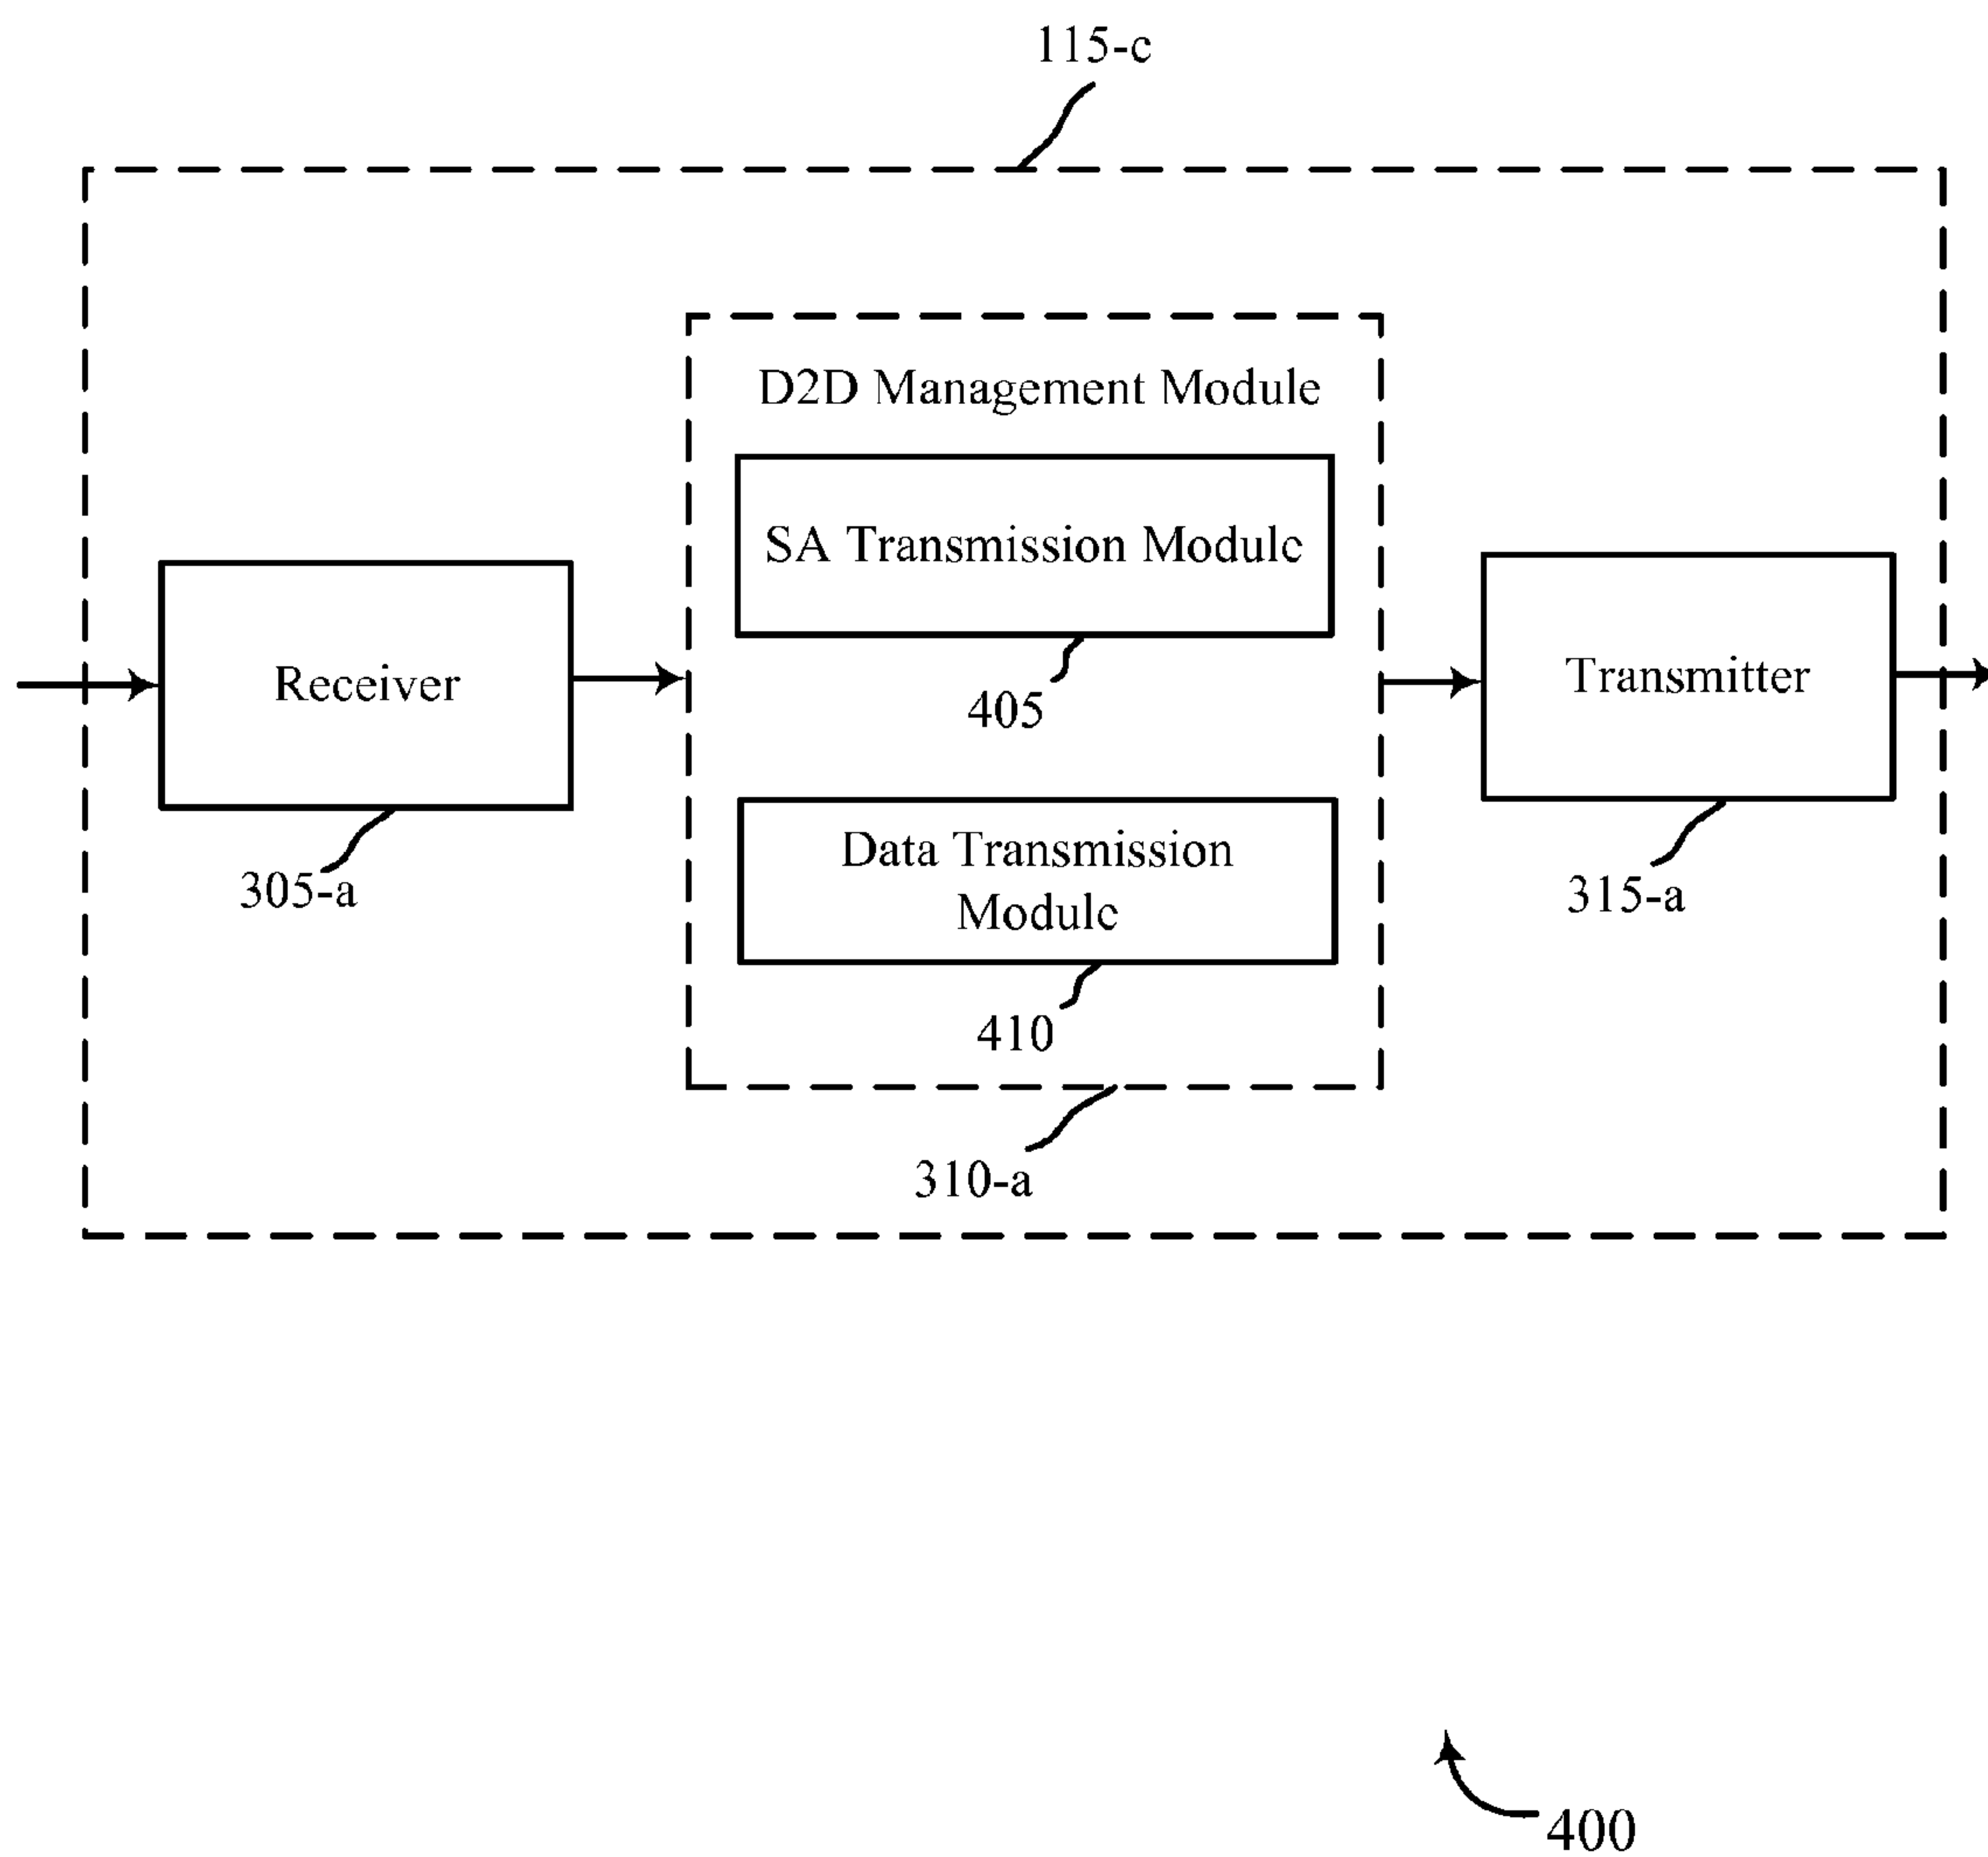 115-c
D2D Management Module
SA Transmission Module
405
Receiver
305-a
Transmitter
315-a
Data Transmission
Module
410
310-a
400